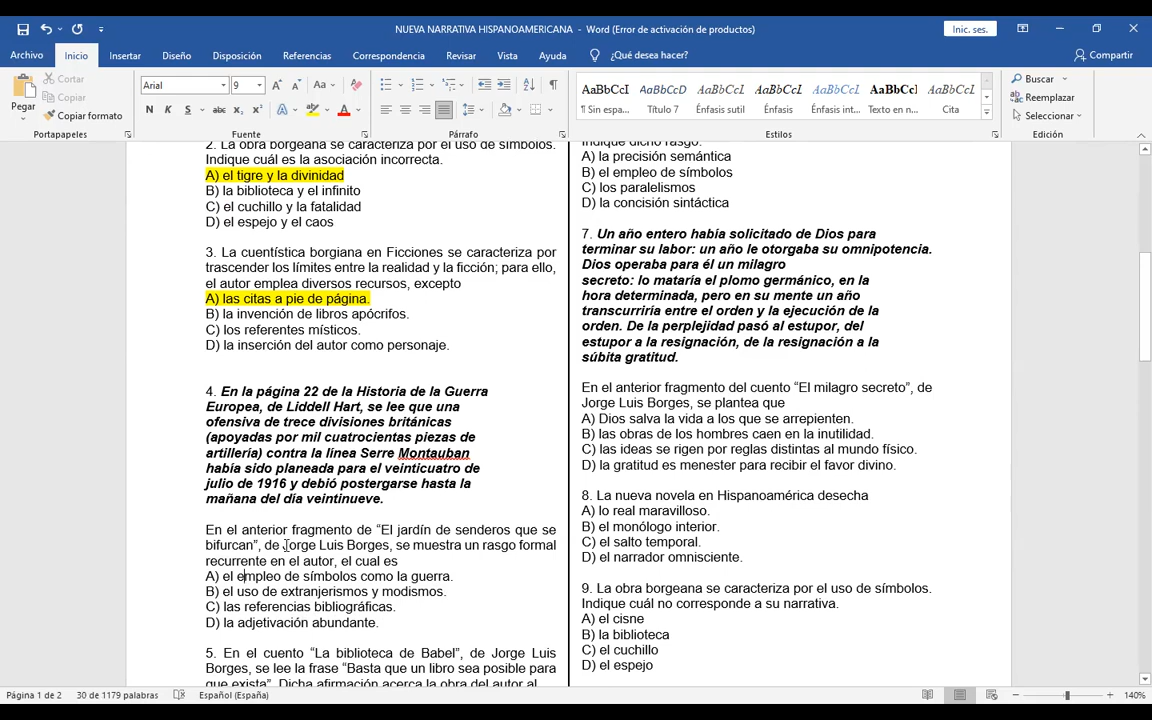 NUEVA NARRATIVA HISPANOAMERICANA - Word (Error de activación de productos)
Inic. ses.
Archivo
Inicio
Insertar
Diseño
Disposición
Referencias
Correspondencia
Revisar
Vista
Ayuda
¿Qué desea hacer?
Compartir
Pegar
Cortar
Copiar
Copiar formato
Portapapeles
Arial
9
Fuente
Párrafo
AaBbCcI
¶ Sin espa...
AaBbCcD
Título 7
AaBbCcL
Énfasis sutil
AaBbCcL
Énfasis
AaBbCcL
Énfasis int...
AaBbCcI
Texto en n...
AaBbCcL
Cita
Estilos
Buscar
Reemplazar
Seleccionar
Edición
2. La obra borgeana se caracteriza por el uso de símbolos.
Indique cuál es la asociación incorrecta.
A) el tigre y la divinidad
B) la biblioteca y el infinito
C) el cuchillo y la fatalidad
D) el espejo y el caos
3. La cuentística borgiana en Ficciones se caracteriza por
trascender los límites entre la realidad y la ficción; para ello,
el autor emplea diversos recursos, excepto
A) las citas a pie de página.
B) la invención de libros apócrifos.
C) los referentes místicos.
D) la inserción del autor como personaje.
4. En la página 22 de la Historia de la Guerra
Europea, de Liddell Hart, se lee que una
ofensiva de trece divisiones británicas
(apoyadas por mil cuatrocientas piezas de
artillería) contra la línea Serre Montauban
había sido planeada para el veinticuatro de
julio de 1916 y debió postergarse hasta la
mañana del día veintinueve.
En el anterior fragmento de “El jardín de senderos que se
bifurcan”, de Jorge Luis Borges, se muestra un rasgo formal
recurrente en el autor, el cual es
A) el empleo de símbolos como la guerra.
B) el uso de extranjerismos y modismos.
C) las referencias bibliográficas.
D) la adjetivación abundante.
5. En el cuento “La biblioteca de Babel”, de Jorge Luis
Borges, se lee la frase “Basta que un libro sea posible para
que exista”. Dicha afirmación acerca la obra del autor al
Indique dicho rasgo.
A) la precisión semántica
B) el empleo de símbolos
C) los paralelismos
D) la concisión sintáctica
7. Un año entero había solicitado de Dios para
terminar su labor: un año le otorgaba su omnipotencia.
Dios operaba para él un milagro
secreto: lo mataría el plomo germánico, en la
hora determinada, pero en su mente un año
transcurriría entre el orden y la ejecución de la
orden. De la perplejidad pasó al estupor, del
estupor a la resignación, de la resignación a la
súbita gratitud.
En el anterior fragmento del cuento “El milagro secreto”, de
Jorge Luis Borges, se plantea que
A) Dios salva la vida a los que se arrepienten.
B) las obras de los hombres caen en la inutilidad.
C) las ideas se rigen por reglas distintas al mundo físico.
D) la gratitud es menester para recibir el favor divino.
8. La nueva novela en Hispanoamérica desecha
A) lo real maravilloso.
B) el monólogo interior.
C) el salto temporal.
D) el narrador omnisciente.
9. La obra borgeana se caracteriza por el uso de símbolos.
Indique cuál no corresponde a su narrativa.
A) el cisne
B) la biblioteca
C) el cuchillo
D) el espejo
Página 1 de 2
30 de 1179 palabras
Español (España)
140%